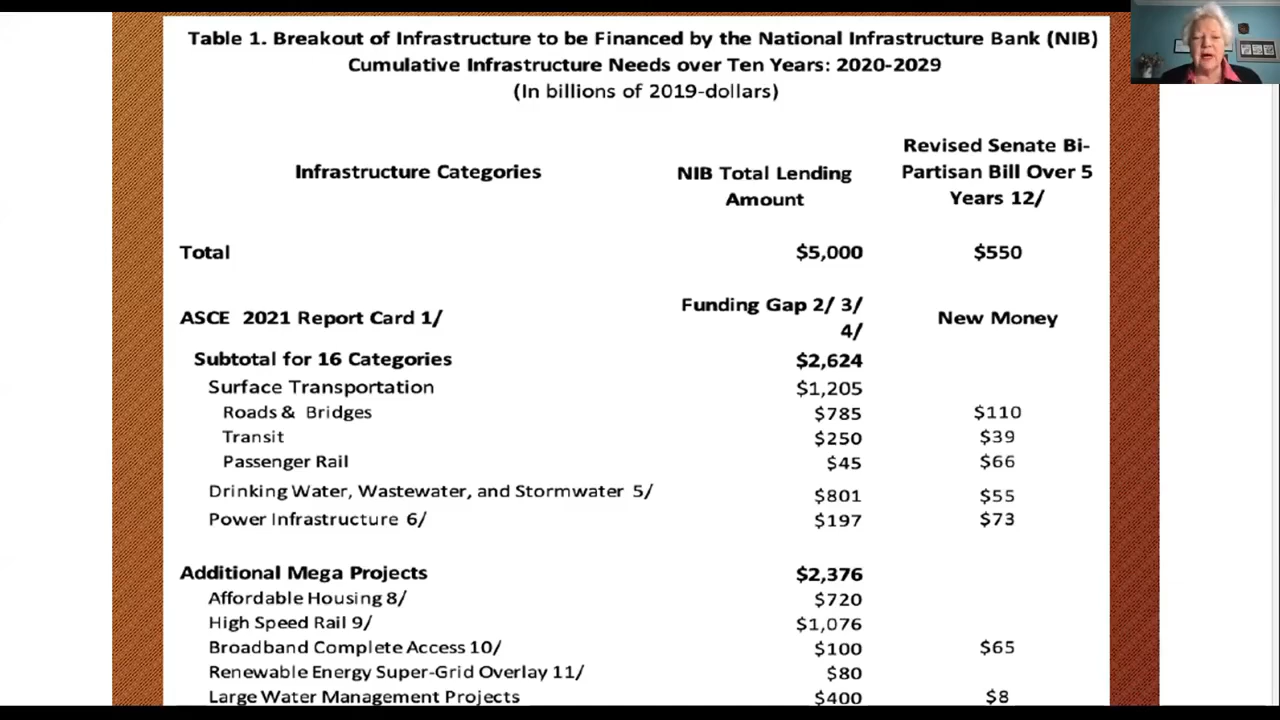 Table 1. Breakout of Infrastructure to be Financed by the National Infrastructure Bank (NIB)
Cumulative Infrastructure Needs over Ten Years: 2020-2029
(In billions of 2019-dollars)
Infrastructure Categories
NIB Total Lending
Amount
Revised Senate Bi-
Partisan Bill Over 5
Years 12/
Total $5,000 $550
ASCE 2021 Report Card 1/
Funding Gap 2/ 3/
4/
New Money
Subtotal for 16 Categories $2,624
Surface Transportation $1,205
Roads & Bridges $785 $110
Transit $250 $39
Passenger Rail $45 $66
Drinking Water, Wastewater, and Stormwater 5/ $801 $55
Power Infrastructure 6/ $197 $73
Additional Mega Projects $2,376
Affordable Housing 8/ $720
High Speed Rail 9/ $1,076
Broadband Complete Access 10/ $100 $65
Renewable Energy Super-Grid Overlay 11/ $80
Large Water Management Projects $400 $8